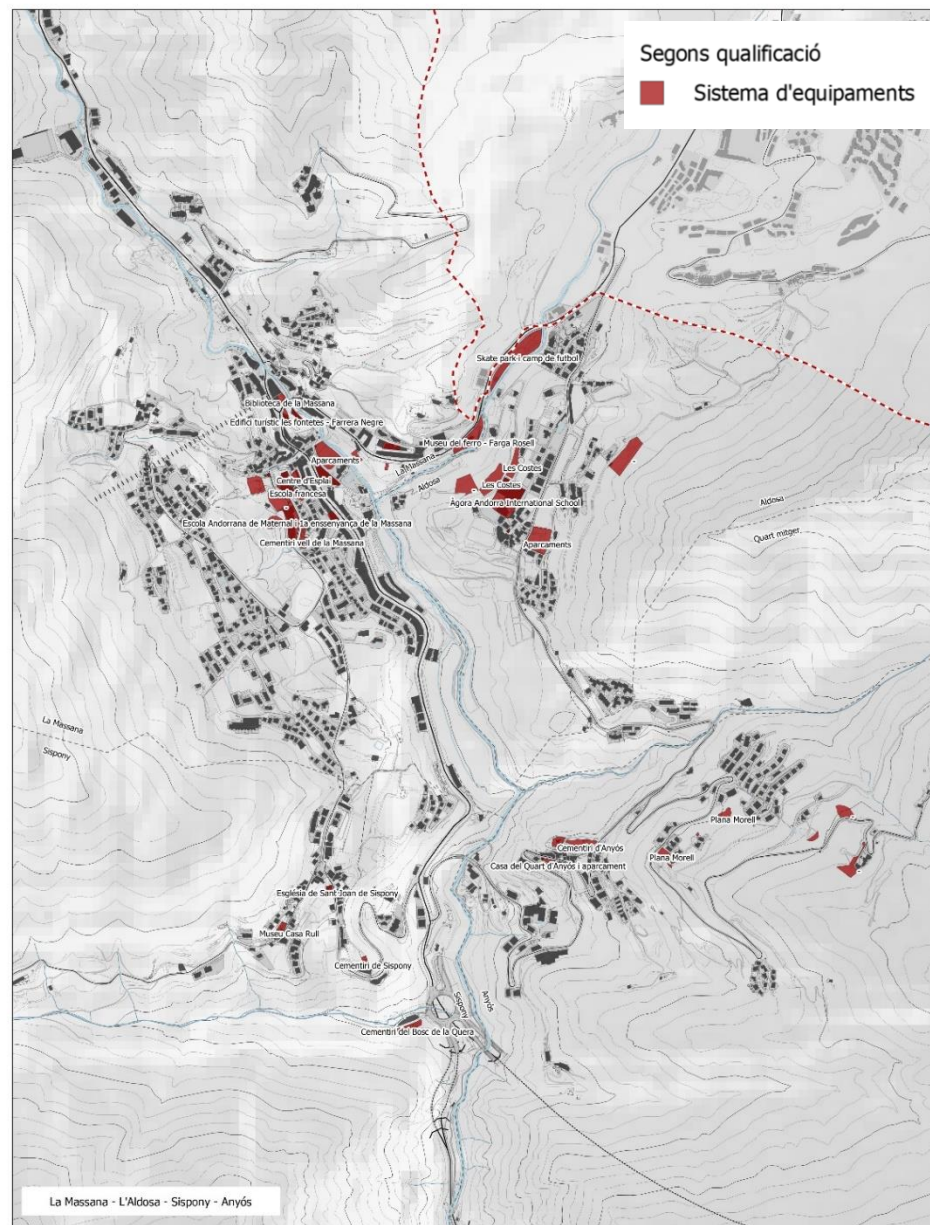 Segons qualificació
Sistema d'equipaments
Skate park i camp de futbol
Biblioteca de la Massana
Edifici turístic les fontetes - Farrera Negre
Museu del ferro - Farga Rosell
Aparcaments
La Massana
Aldosa
Les Costes
Centre d'Esplai
Les Costes
Escola francesa
Àgora Andorra International School
Aldosa
Escola Andorrana de Maternal i 1a enssenyança de la Massana
Quart mitger
Cementiri vell de la Massana
Aparcaments
La Massana
Sispony
Plana Morell
Cementiri d'Anyós
Plana Morell
Casa del Quart d'Anyós i aparcament
Església de Sant Joan de Sispony
Museu Casa Rull
Cementiri de Sispony
Sispony
Anyós
Cementiri del Bosc de la Quera
La Massana - L'Aldosa - Sispony - Anyós